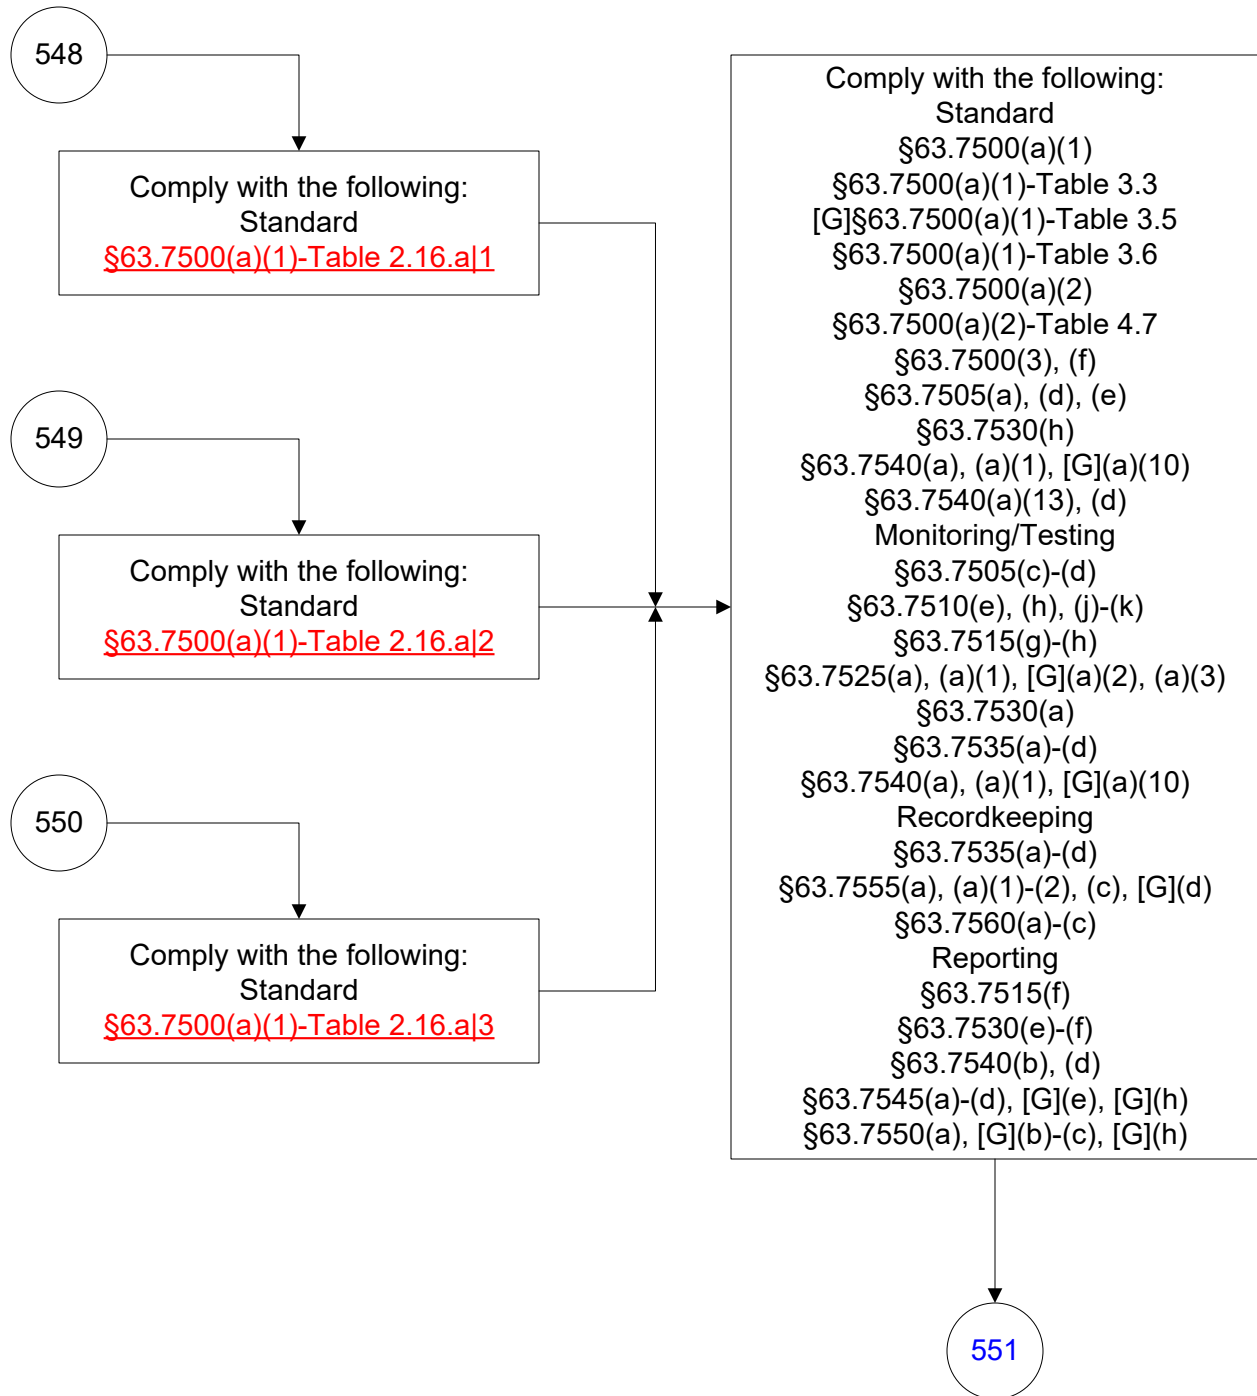 548
Comply with the following:
Standard
§63.7500(a)(1)-Table 2.16.a|1
549
Comply with the following:
Standard
§63.7500(a)(1)-Table 2.16.a|2
550
Comply with the following:
Standard
§63.7500(a)(1)-Table 2.16.a|3
Comply with the following:
Standard
§63.7500(a)(1)
§63.7500(a)(1)-Table 3.3
[G]§63.7500(a)(1)-Table 3.5
§63.7500(a)(1)-Table 3.6
§63.7500(a)(2)
§63.7500(a)(2)-Table 4.7
§63.7500(3), (f)
§63.7505(a), (d), (e)
§63.7530(h)
§63.7540(a), (a)(1), [G](a)(10)
§63.7540(a)(13), (d)
Monitoring/Testing
§63.7505(c)-(d)
§63.7510(e), (h), (j)-(k)
§63.7515(g)-(h)
§63.7525(a), (a)(1), [G](a)(2), (a)(3)
§63.7530(a)
§63.7535(a)-(d)
§63.7540(a), (a)(1), [G](a)(10)
Recordkeeping
§63.7535(a)-(d)
§63.7555(a), (a)(1)-(2), (c), [G](d)
§63.7560(a)-(c)
Reporting
§63.7515(f)
§63.7530(e)-(f)
§63.7540(b), (d)
§63.7545(a)-(d), [G](e), [G](h)
§63.7550(a), [G](b)-(c), [G](h)
551